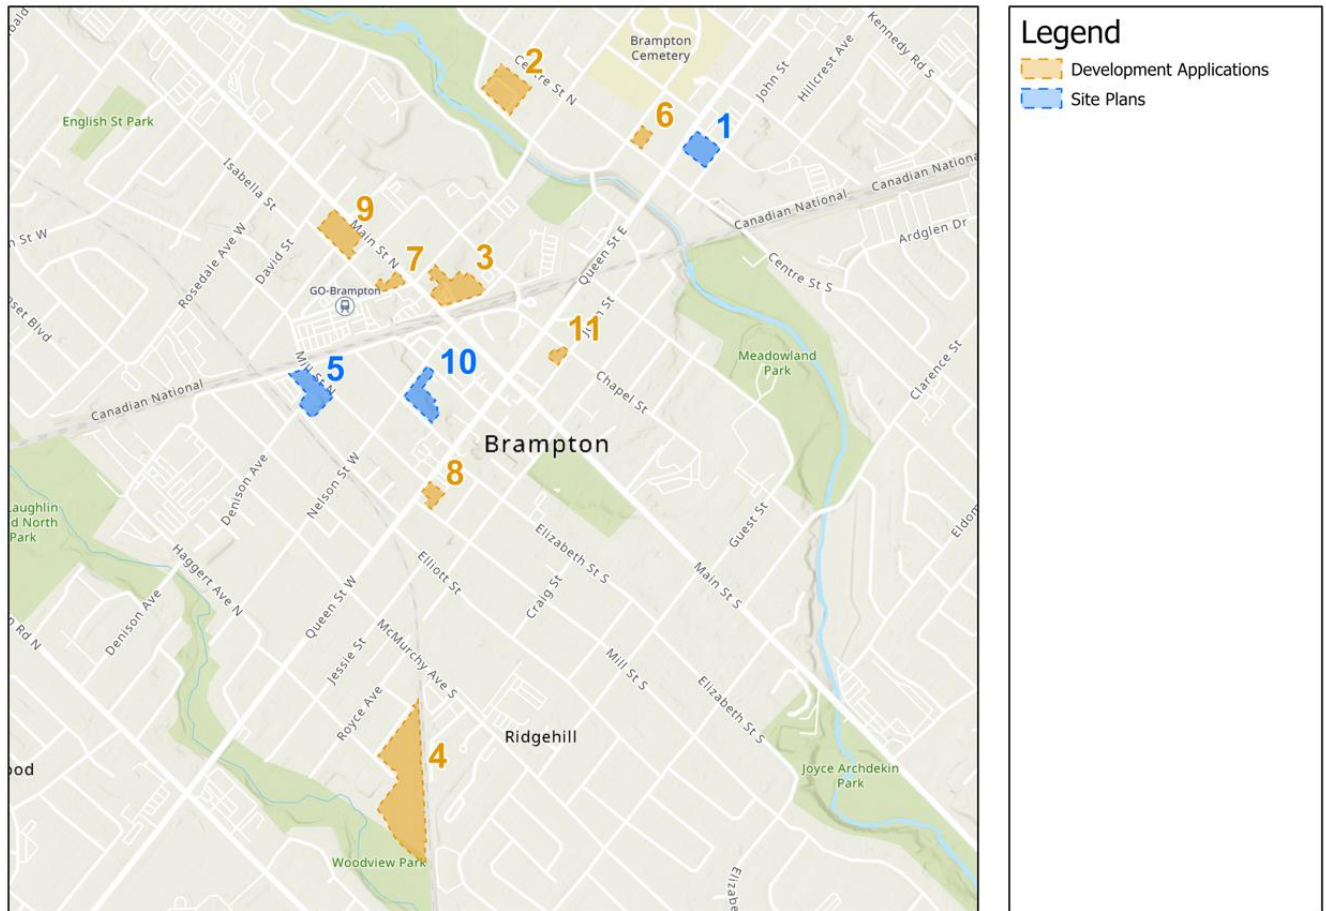 Legend
Development Applications
Site Plans
Brampton
Cemetery
Kennedy Rd S
Hillcrest Ave
John St
Centre St N
2
6
1
English St Park
Canadian National
Canadian National
Isabella St
Main St N
9
7
3
Queen St E
Ardglen Dr
Centre St S
Rosedale Ave W
David St
GO-Brampton
John St
11
Meadowland
Park
Clarence St
Mill St N
5
10
Chapel St
Canadian National
Brampton
8
Denison Ave
Nelson St W
Guest St
Elizabeth St S
Haggert Ave N
Elliott St
Craig St
Main St S
Denison Ave
Queen St W
McMurchy Ave S
Jessie St
Mill St S
Elizabeth St S
Royce Ave
Ridgehill
4
Joyce Archdekin
Park
Woodview Park